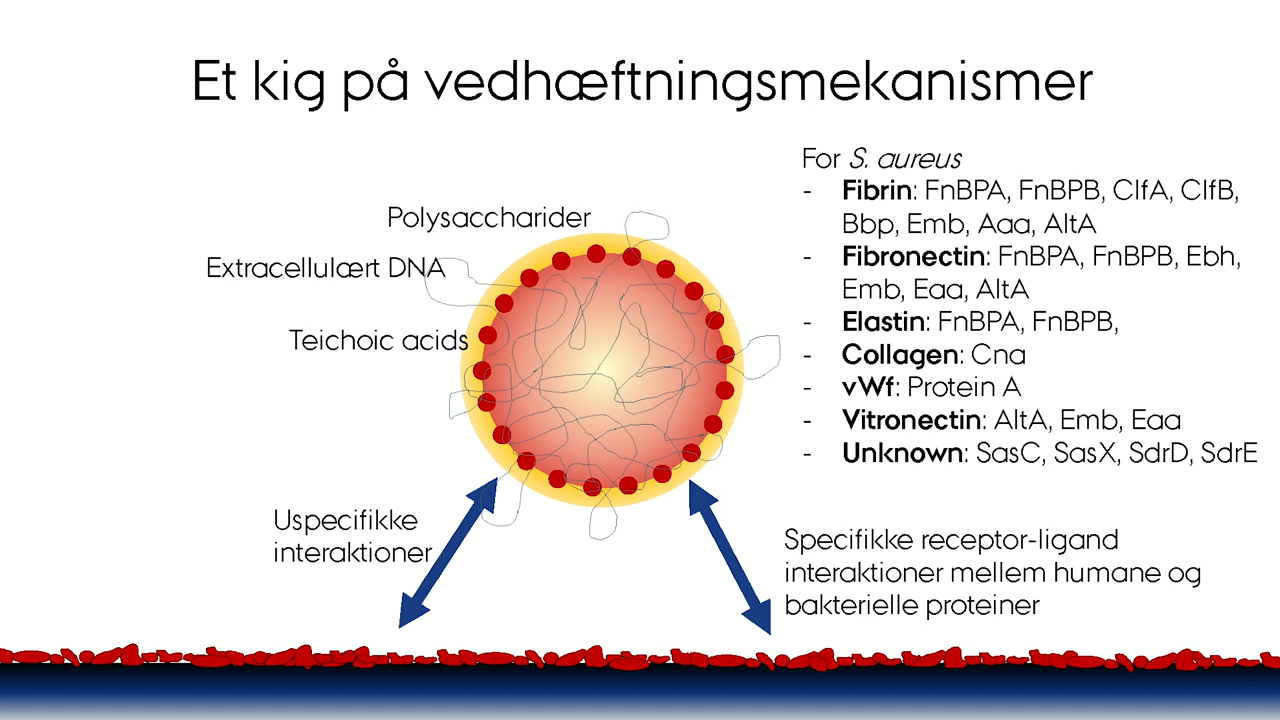 Et kig på vedhæftningsmekanismer
For S. aureus
- Fibrin: FnBPA, FnBPB, ClfA, ClfB,
Bbp, Emb, Aaa, AltA
- Fibronectin: FnBPA, FnBPB, Ebh,
Emb, Eaa, AltA
- Elastin: FnBPA, FnBPB,
- Collagen: Cna
- vWf: Protein A
- Vitronectin: AltA, Emb, Eaa
- Unknown: SasC, SasX, SdrD, SdrE
Polysaccharider
Extracellulært DNA
Teichoic acids
Uspecifikke
interaktioner
Specifikke receptor-ligand
interaktioner mellem humane og
bakterielle proteiner